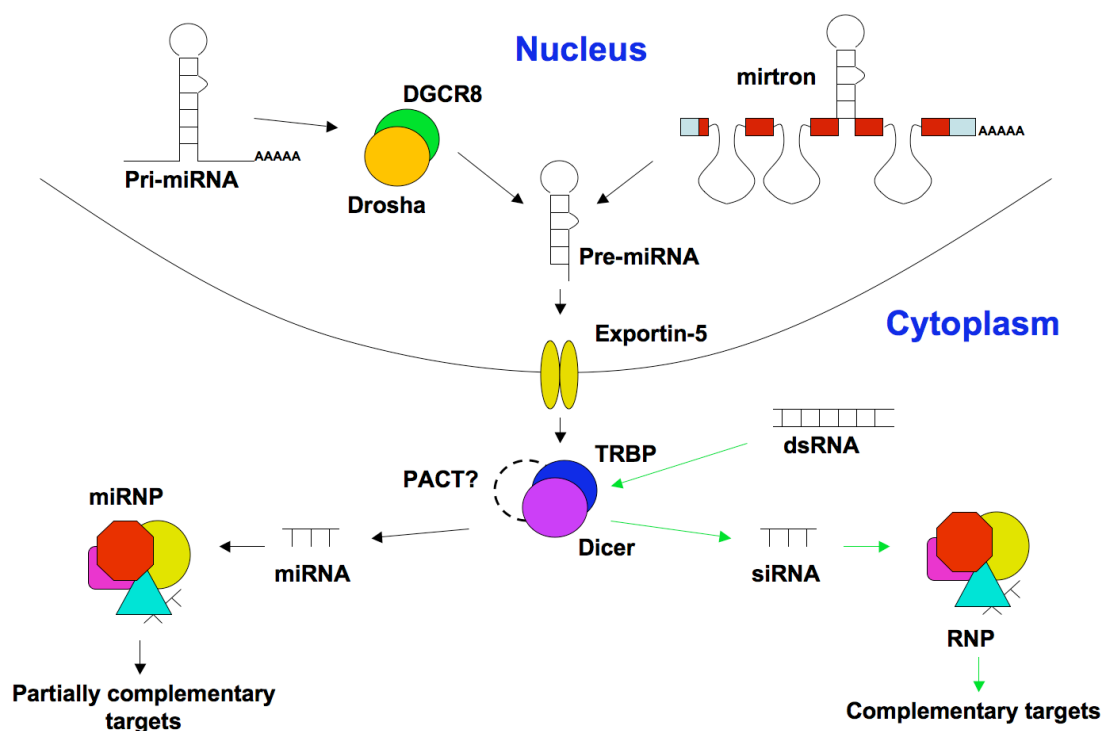 Nucleus
mirtron
DGCR8
AAAAA
AAAAA
Pri-miRNA
Drosha
Pre-miRNA
Cytoplasm
Exportin-5
dsRNA
TRBP
PACT?
miRNP
Dicer
miRNA
siRNA
RNP
Partially complementary
targets
Complementary targets